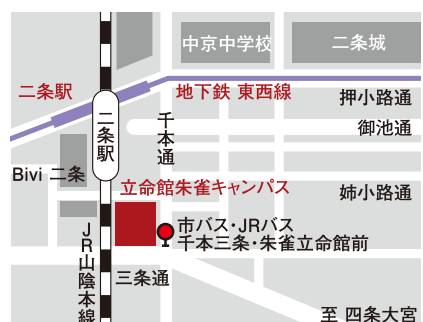 中京中学校
二条城
二条駅
地下鉄 東西線
押小路通
二条駅
千本通
御池通
Bivi 二条
立命館朱雀キャンパス
姉小路通
市バス・JRバス
千本三条・朱雀立命館前
JR山陰本線
三条通
至 四条大宮